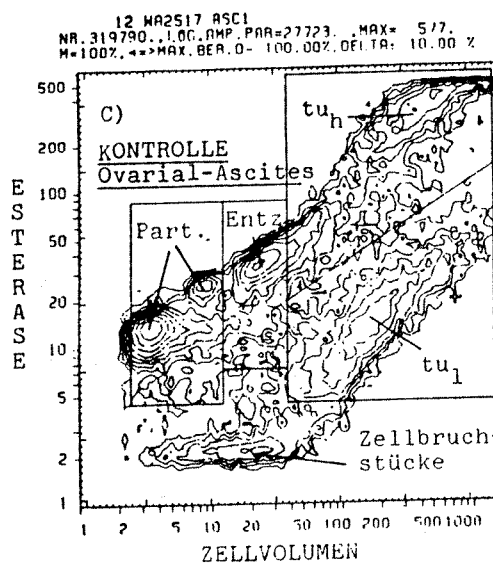 12 WA2517 ASC1
NR.319790.,LOG.AMP,PAR=27723. ,MAX= 577.
M=100%,<=>MAX.BER.0- 100.00%,DELTA: 10.00 %
C)
KONTROLLE
Ovarial-Ascites
tu h
Part.
Entz.
tu l
Zellbruch-
stücke
ESTERASE
500
200
100
50
20
10
5
2
1
1 2 5 10 20 50 100 200 500 1000
ZELLVOLUMEN